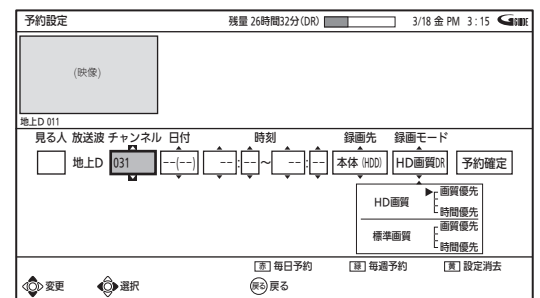 予約設定 残量 26時間32分(DR) 3/18 金 PM 3:15 GGUIDE
(映像)
地上D 011
見る人 放送波 チャンネル 日付 時刻 録画先 録画モード
地上D 031 --(--) --:--~--:-- 本体(HDD) HD画質DR 予約確定
HD画質 画質優先
時間優先
標準画質 画質優先
時間優先
赤 毎日予約 緑 毎週予約 黄 設定消去
変更 選択 戻る 戻る